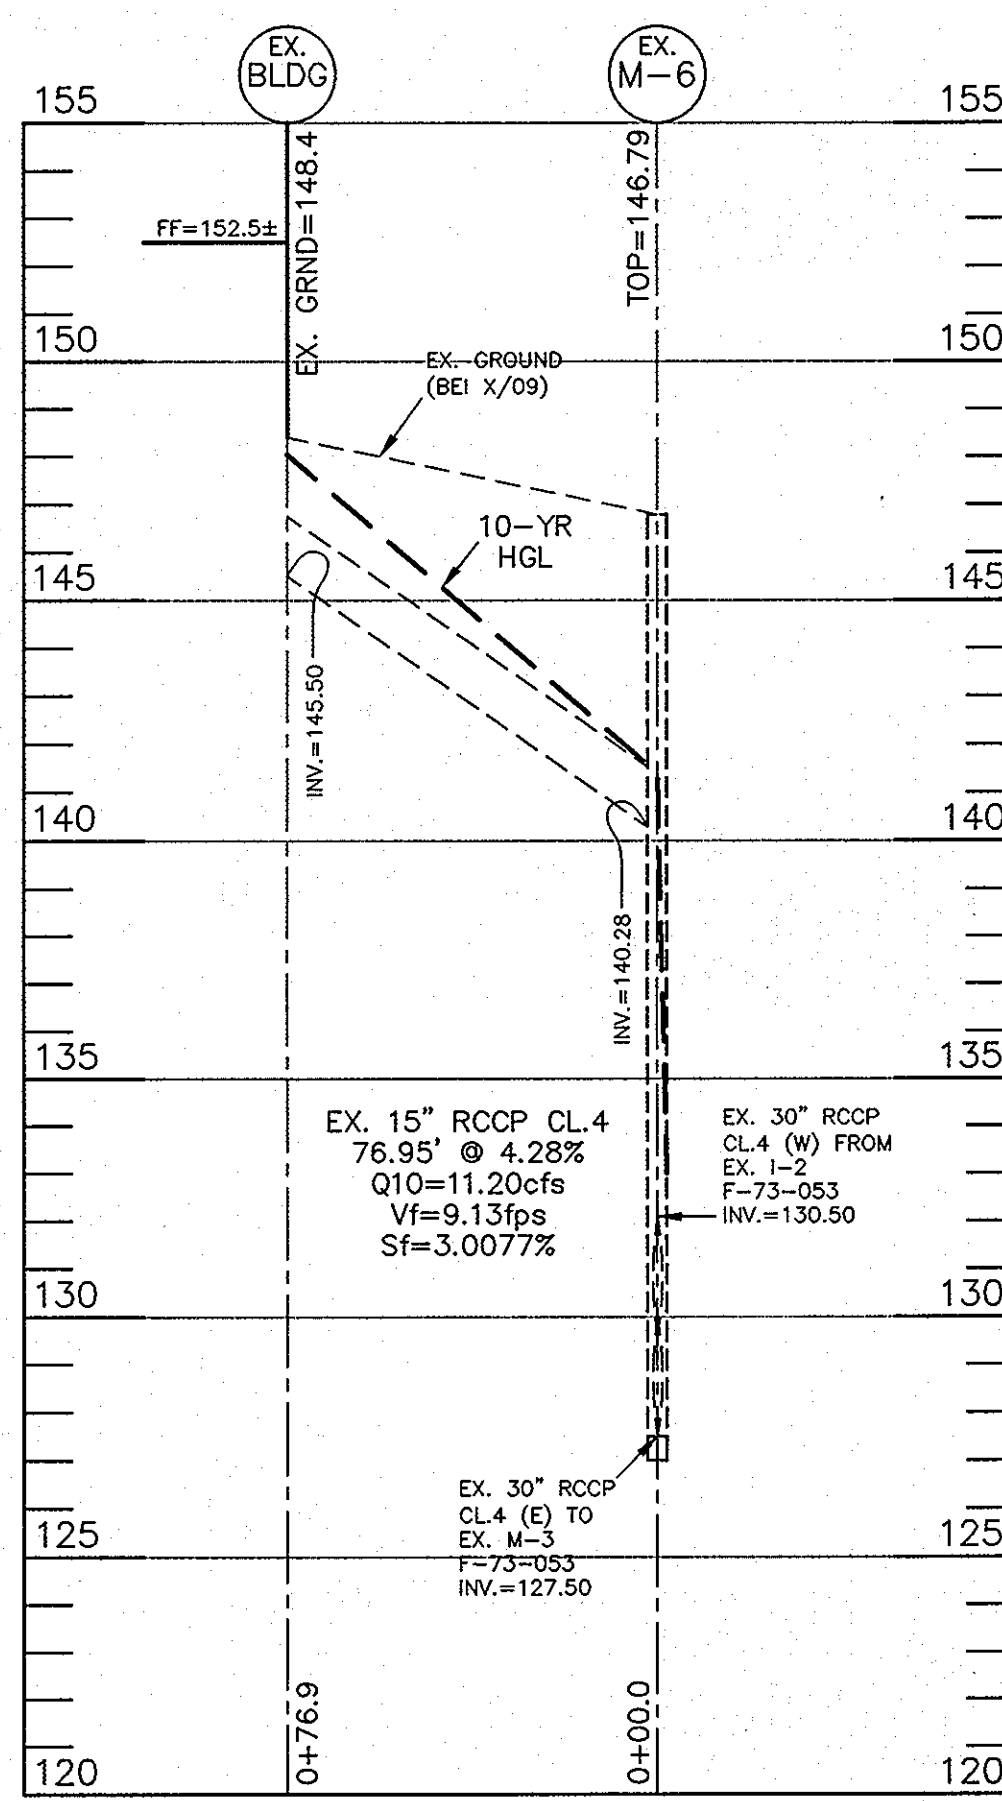 EX.
BLDG
EX.
M-6
155
155
EX. GRND=148.4
TOP=146.79
FF=152.5±
150
EX. GROUND
(BEI X/09)
10-YR
HGL
145
145
INV.=145.50
140
140
INV.=140.28
135
135
EX. 15" RCCP CL.4
76.95' @ 4.28%
Q10=11.20cfs
Vf=9.13fps
Sf=3.0077%
EX. 30" RCCP
CL.4 (W) FROM
EX. I-2
F-73-053
INV.=130.50
130
130
EX. 30" RCCP
CL.4 (E) TO
EX. M-3
F-73-053
INV.=127.50
125
125
0+76.9
0+00.0
120
120
150